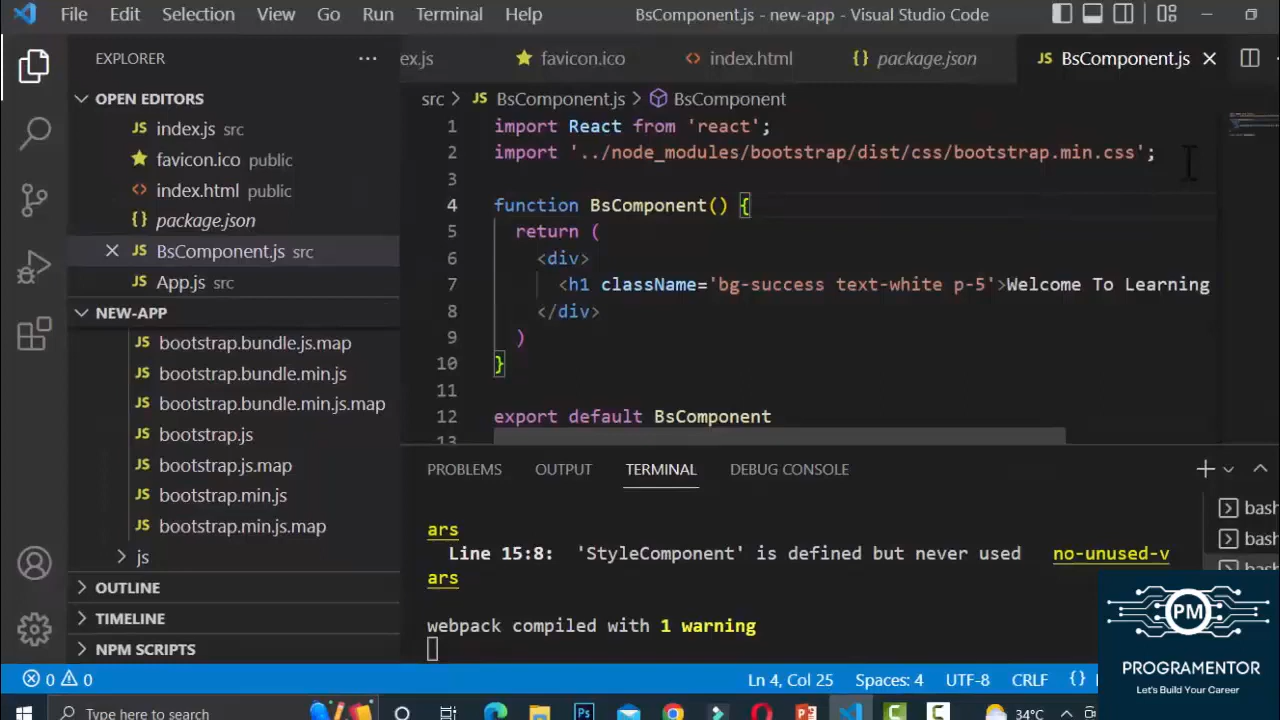 File Edit Selection View Go Run Terminal Help BsComponent.js - new-app - Visual Studio Code
EXPLORER
ex.js favicon.ico index.html package.json BsComponent.js
OPEN EDITORS
index.js src
favicon.ico public
index.html public
package.json
BsComponent.js src
App.js src
NEW-APP
bootstrap.bundle.js.map
bootstrap.bundle.min.js
bootstrap.bundle.min.js.map
bootstrap.js
bootstrap.js.map
bootstrap.min.js
bootstrap.min.js.map
js
OUTLINE
TIMELINE
NPM SCRIPTS
src > BsComponent.js > BsComponent
1 import React from 'react';
2 import '../node_modules/bootstrap/dist/css/bootstrap.min.css';
3
4 function BsComponent() {
5 return (
6 <div>
7 <h1 className='bg-success text-white p-5'>Welcome To Learning
8 </div>
9 )
10 }
11
12 export default BsComponent
13
PROBLEMS OUTPUT TERMINAL DEBUG CONSOLE
ars
Line 15:8: 'StyleComponent' is defined but never used no-unused-v
ars
webpack compiled with 1 warning
bash
bash
bash
PM
PROGRAMENTOR
Let's Build Your Career
0 0 Ln 4, Col 25 Spaces: 4 UTF-8 CRLF {}
Type here to search 34°C